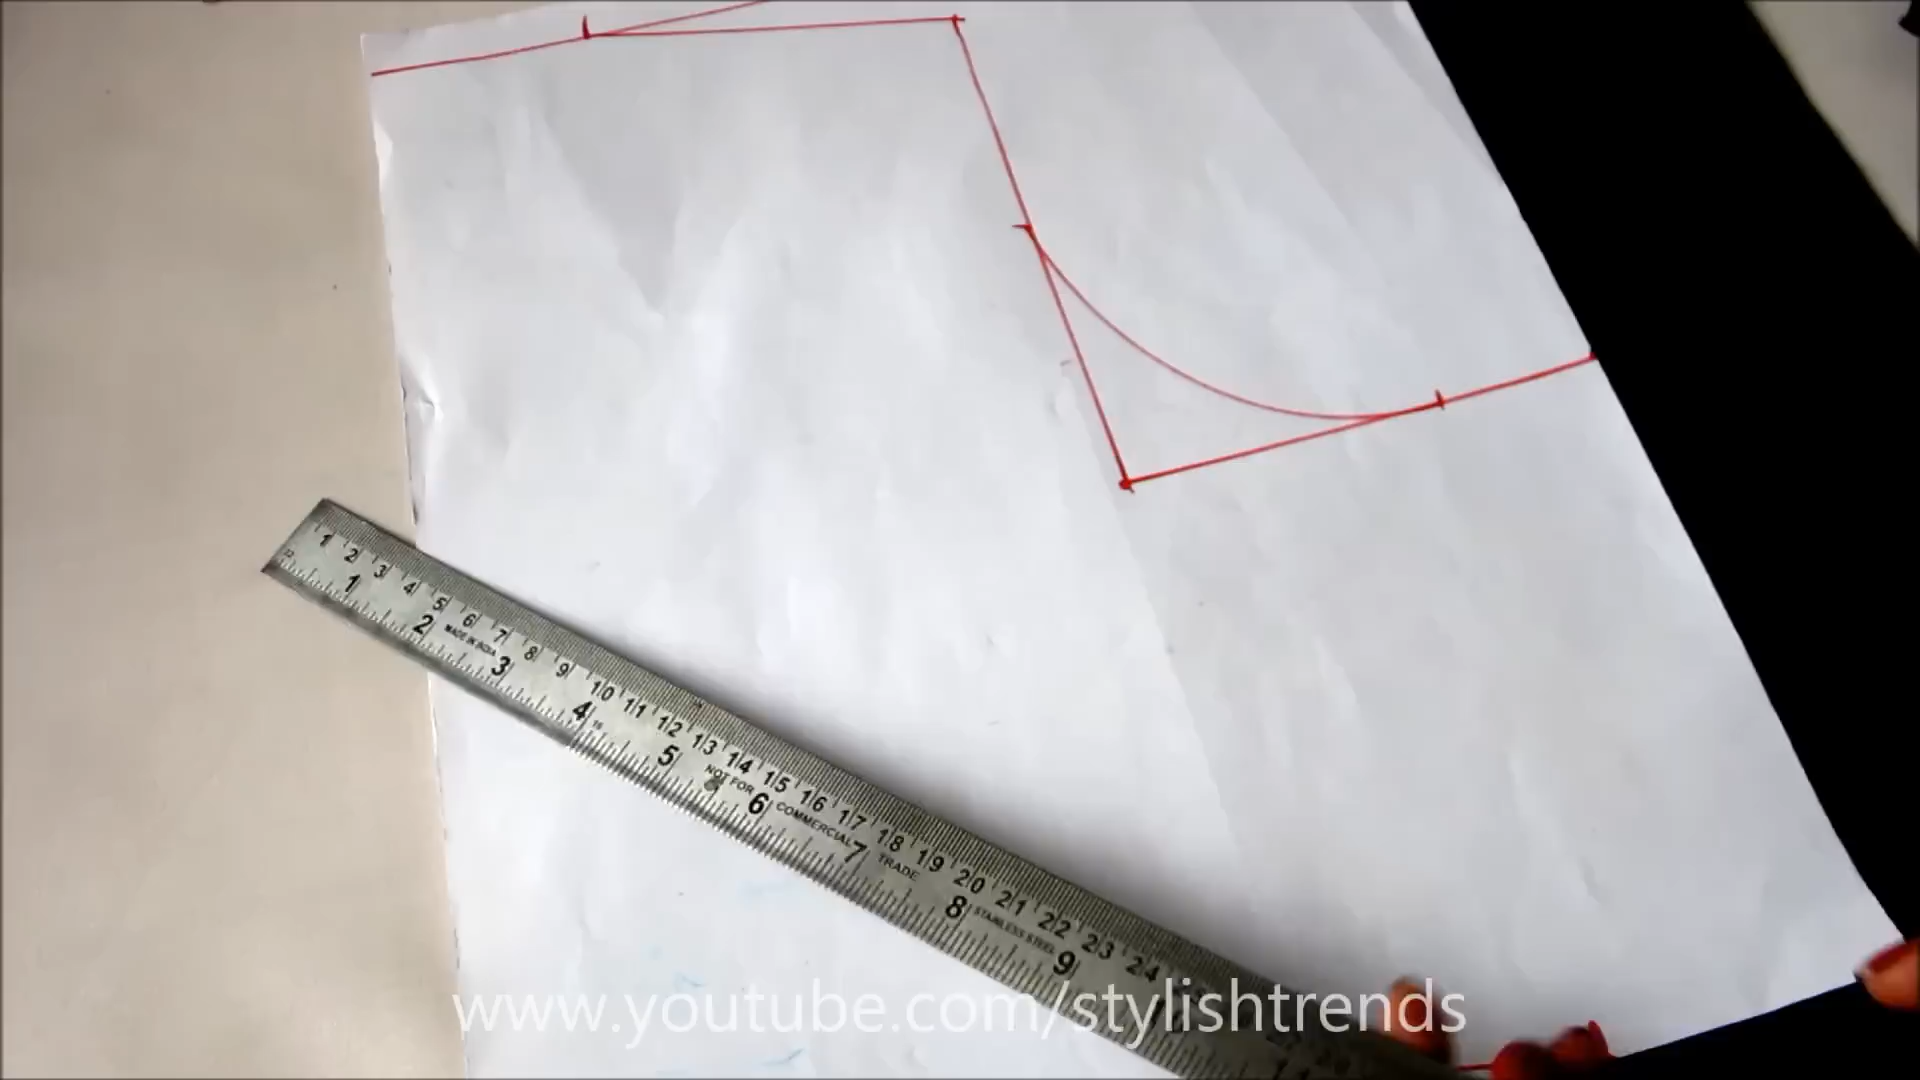 1 2 3 4 5 6 7 8 9 10 11 12 13 14 15 16 17 18 19 20 21 22 23 24
1 2 3 4 5 6 7 8 9
MADE IN INDIA
NOT FOR COMMERCIAL TRADE
STAINLESS STEEL
www.youtube.com/stylishtrends